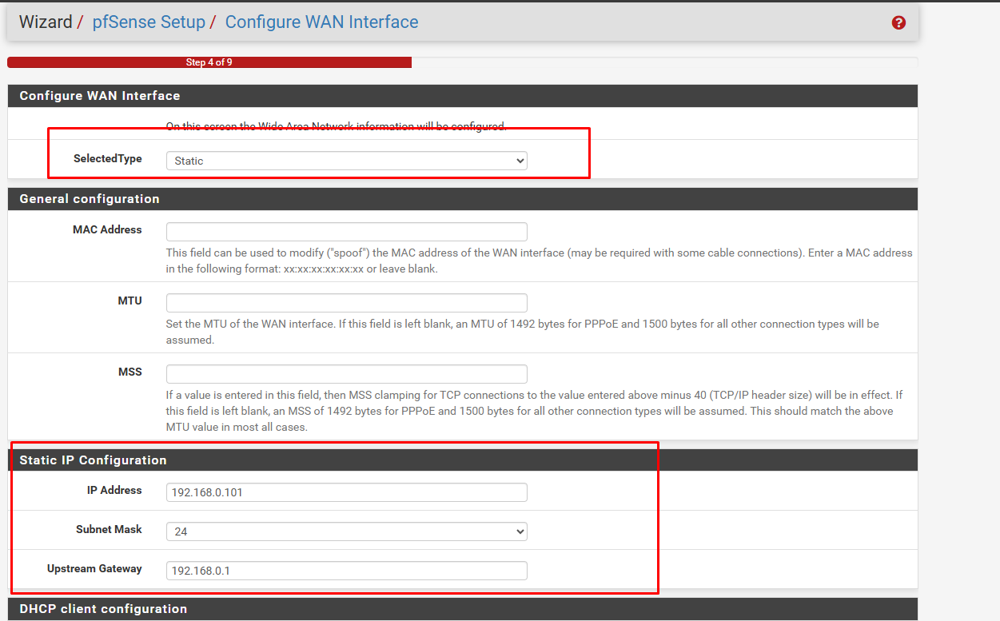 Wizard / pfSense Setup / Configure WAN Interface
Step 4 of 9
Configure WAN Interface
On this screen the Wide Area Network information will be configured.
SelectedType
Static
General configuration
MAC Address
This field can be used to modify ("spoof") the MAC address of the WAN interface (may be required with some cable connections). Enter a MAC address
in the following format: xx:xx:xx:xx:xx:xx or leave blank.
MTU
Set the MTU of the WAN interface. If this field is left blank, an MTU of 1492 bytes for PPPoE and 1500 bytes for all other connection types will be
assumed.
MSS
If a value is entered in this field, then MSS clamping for TCP connections to the value entered above minus 40 (TCP/IP header size) will be in effect. If
this field is left blank, an MSS of 1492 bytes for PPPoE and 1500 bytes for all other connection types will be assumed. This should match the above
MTU value in most all cases.
Static IP Configuration
IP Address
192.168.0.101
Subnet Mask
24
Upstream Gateway
192.168.0.1
DHCP client configuration